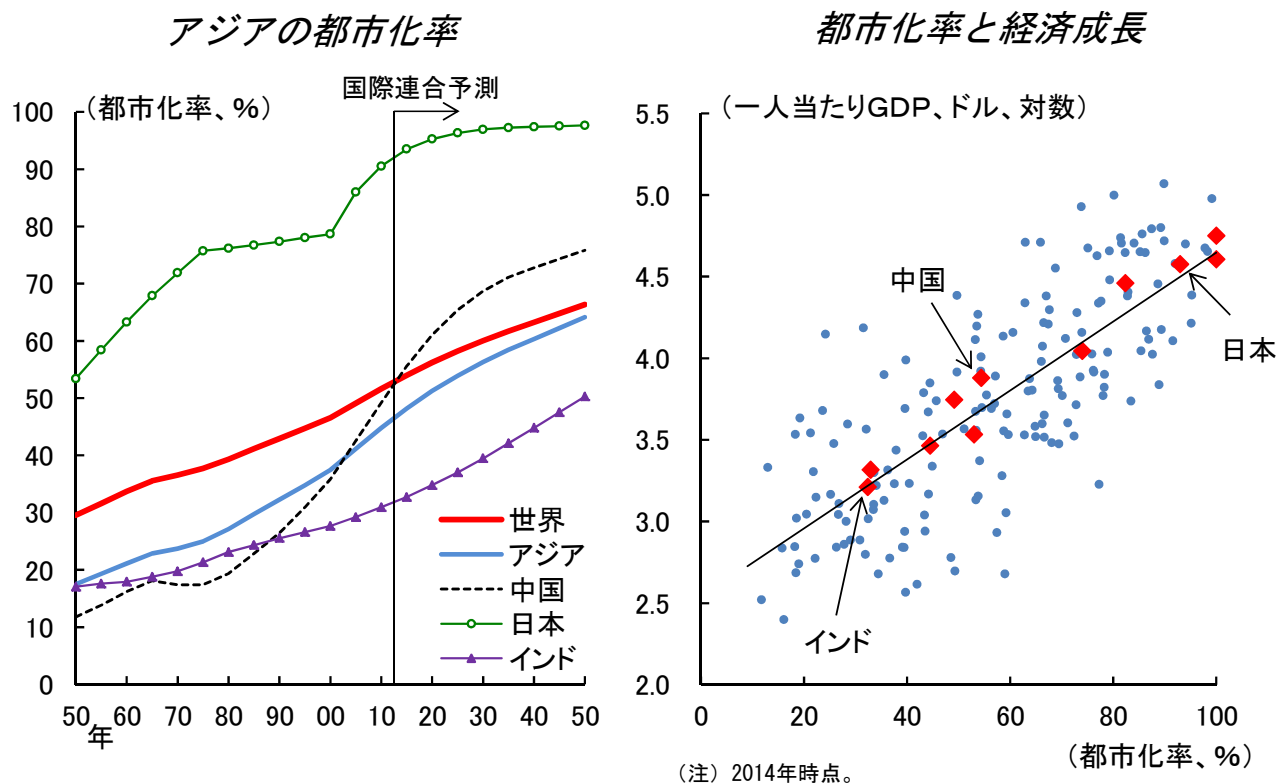 アジアの都市化率
国際連合予測
(都市化率、%)
100
90
80
70
60
50
40
30
20
10
0
世界
アジア
中国
日本
インド
50 60 70 80 90 00 10 20 30 40 50
年
都市化率と経済成長
(一人当たりGDP、ドル、対数)
5.5
5.0
4.5
4.0
3.5
3.0
2.5
2.0
中国
日本
インド
0 20 40 60 80 100
(都市化率、%)
(注) 2014年時点。